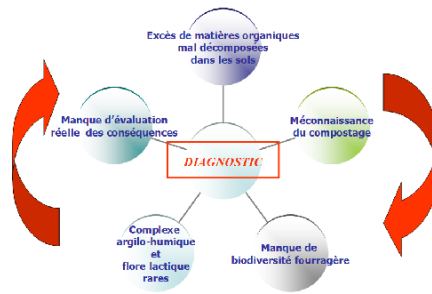 Excès de matières organiques
mal décomposées
dans les sols
Manque d'évaluation
réelle des conséquences
Méconnaissance
du compostage
DIAGNOSTIC
Complexe
argilo-humique
et
flore lactique
rares
Manque de
biodiversité fourragère